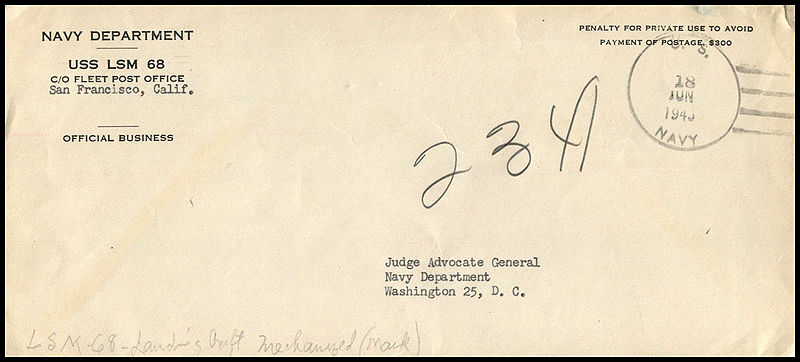 NAVY DEPARTMENT
USS LSM 68
C/O FLEET POST OFFICE
San Francisco, Calif.
OFFICIAL BUSINESS
PENALTY FOR PRIVATE USE TO AVOID
PAYMENT OF POSTAGE, $300
U. S.
18
JUN
NAVY
234
Judge Advocate General
Navy Department
Washington 25, D. C.
LSM-68-Landing Craft Mechanized (Mark)